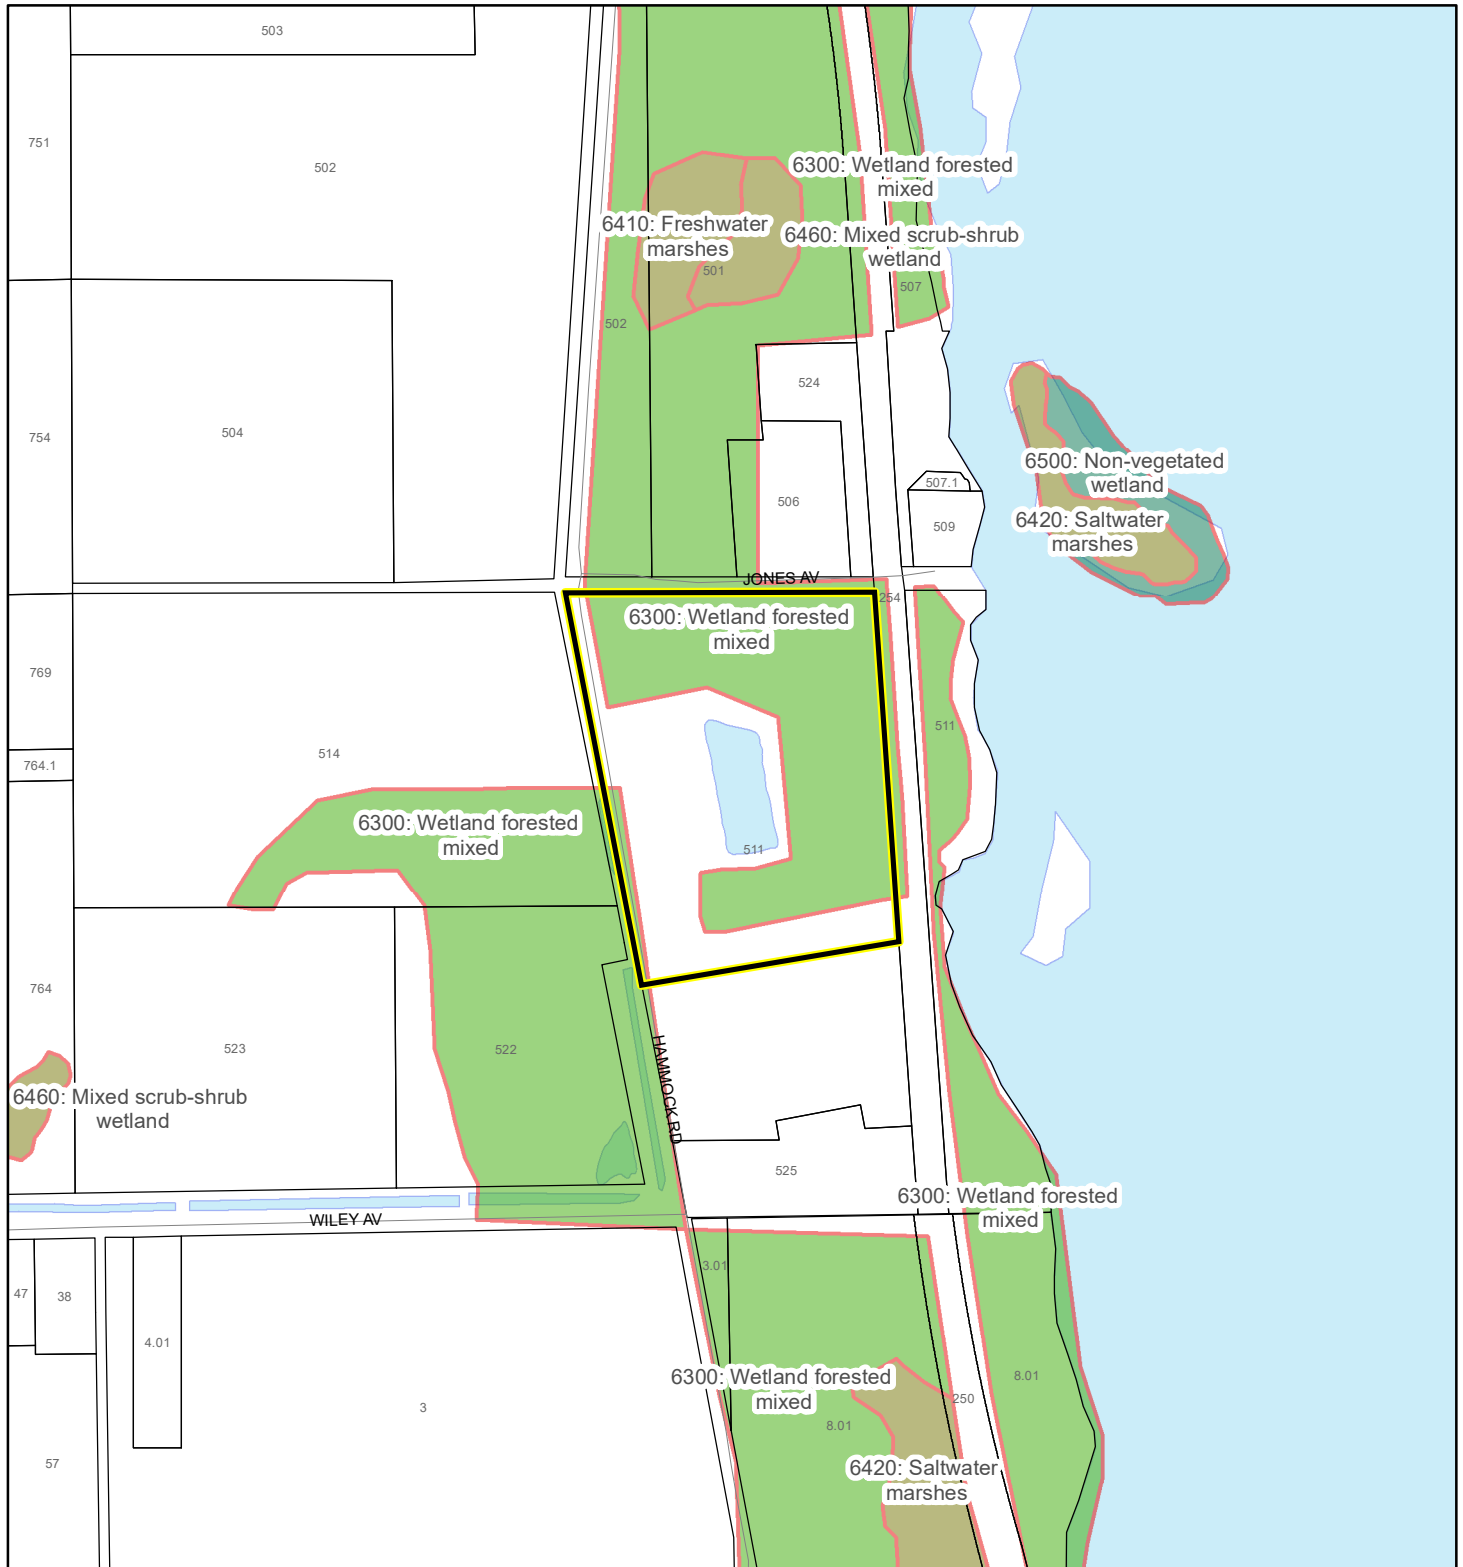 503
751
502
6300: Wetland forested
mixed
6410: Freshwater
marshes
6460: Mixed scrub-shrub
wetland
501
507
502
524
504
754
6500: Non-vegetated
wetland
507.1
506
509
6420: Saltwater
marshes
JONES AV
254
6300: Wetland forested
mixed
769
511
514
764.1
6300: Wetland forested
mixed
511
764
523
522
HAMMOCK RD
6460: Mixed scrub-shrub
wetland
525
6300: Wetland forested
mixed
WILEY AV
3.01
47
38
4.01
6300: Wetland forested
mixed
8.01
250
3
8.01
57
6420: Saltwater
marshes